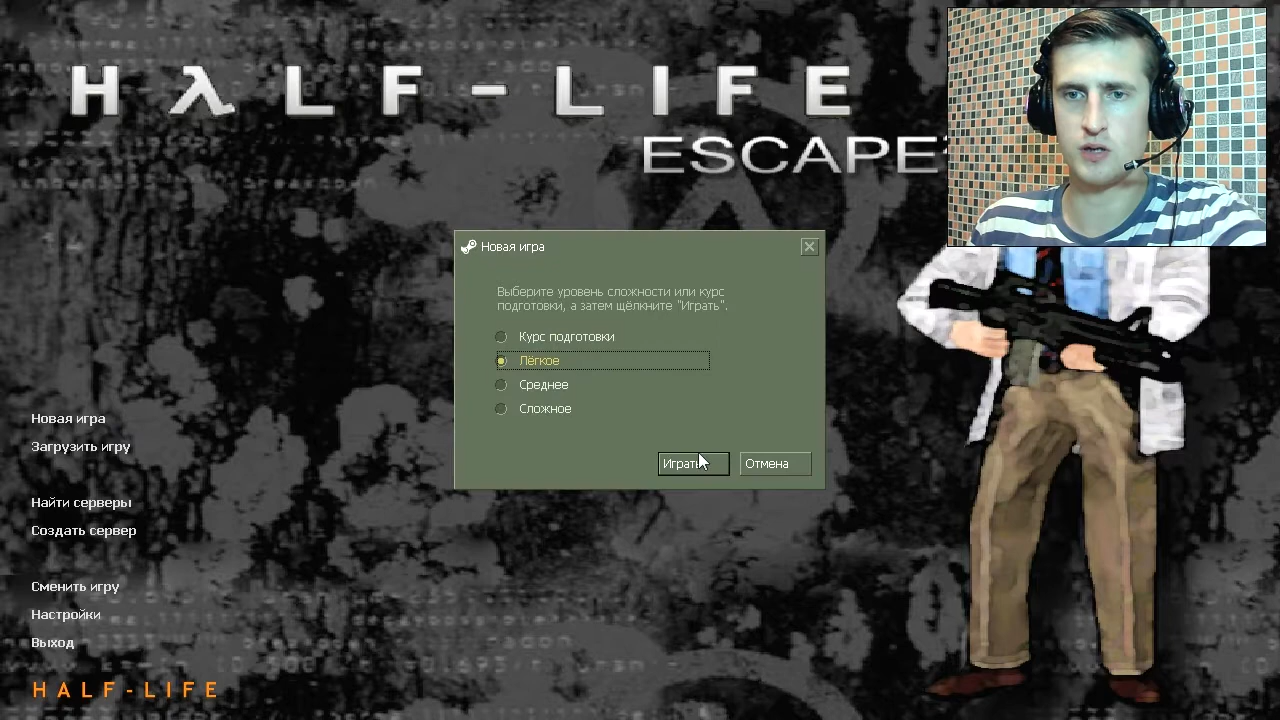 HλLF-LIFE
ESCAPE
Новая игра
Выберите уровень сложности или курс
подготовки, а затем щёлкните "Играть".
Курс подготовки
Лёгкое
Среднее
Сложное
Играть
Отмена
Новая игра
Загрузить игру
Найти серверы
Создать сервер
Сменить игру
Настройки
Выход
HALF-LIFE